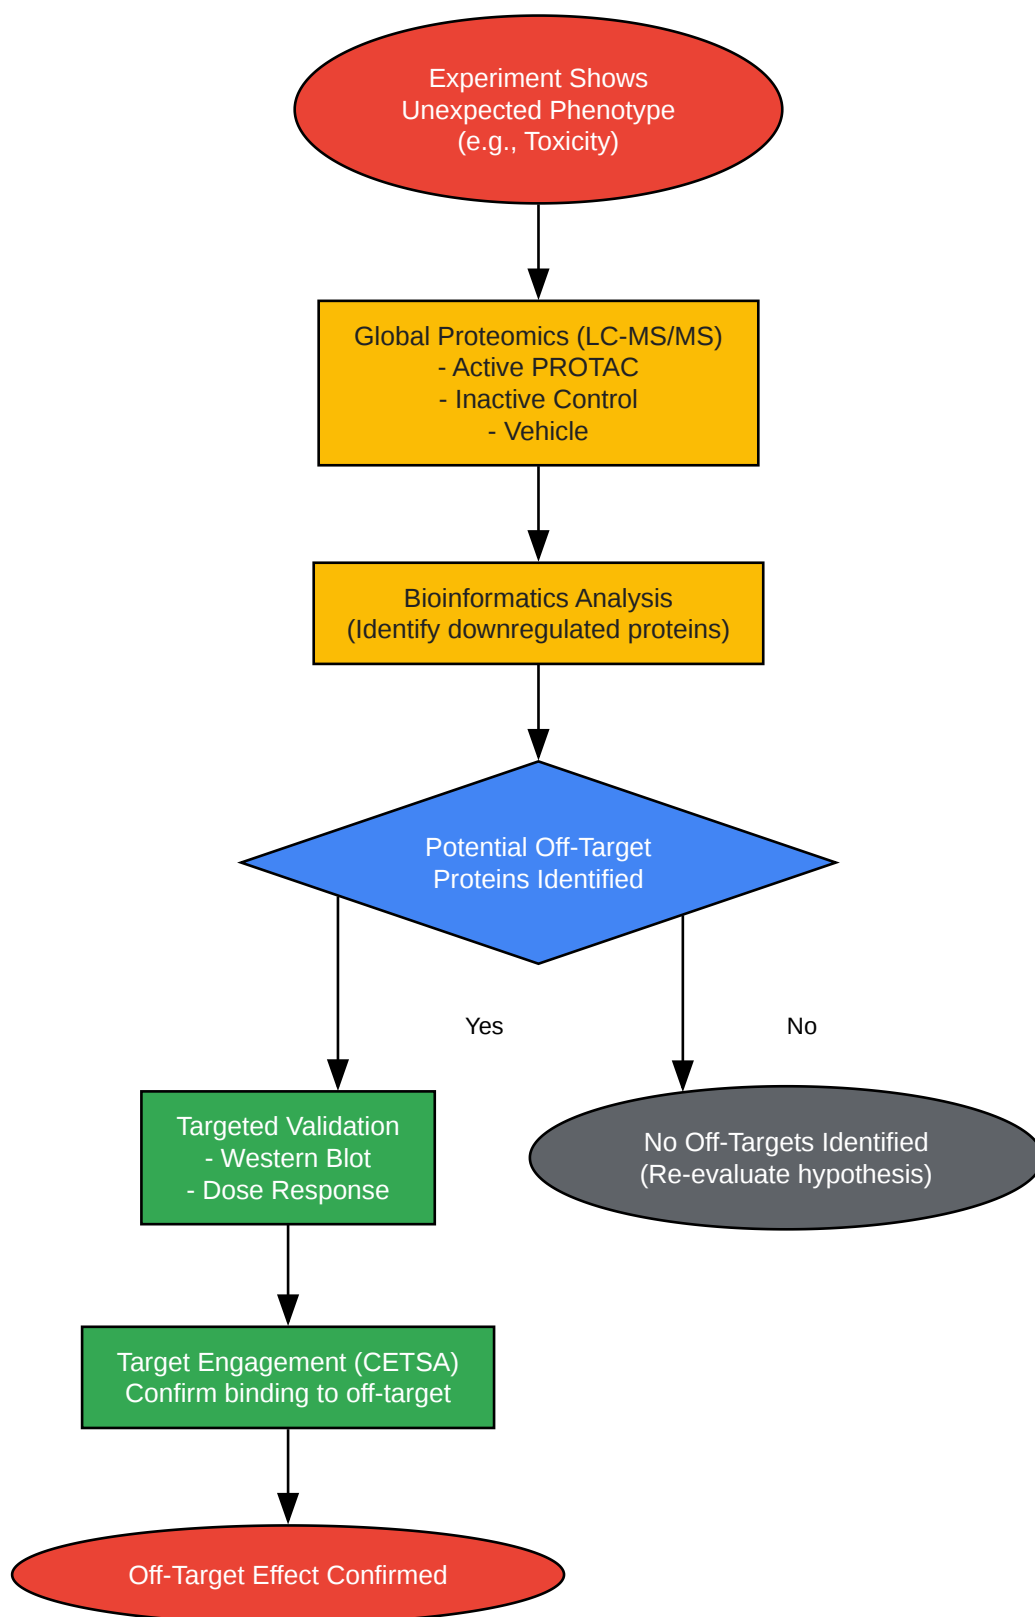 Experiment Shows
Unexpected Phenotype
(e.g., Toxicity)
Global Proteomics (LC-MS/MS)
- Active PROTAC
- Inactive Control
- Vehicle
Bioinformatics Analysis
(Identify downregulated proteins)
Potential Off-Target
Proteins Identified
Yes
No
Targeted Validation
- Western Blot
- Dose Response
No Off-Targets Identified
(Re-evaluate hypothesis)
Target Engagement (CETSA)
Confirm binding to off-target
Off-Target Effect Confirmed